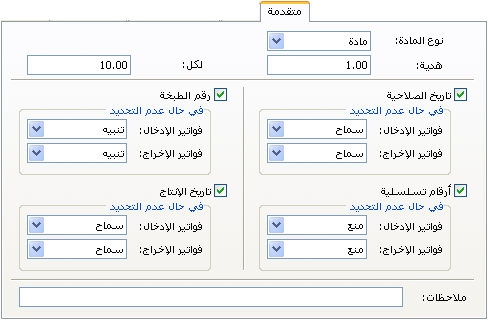 متقدمة
نوع المادة: مادة
هدية: 1.00 لكل: 10.00
تاريخ الصلاحية
في حال عدم التحديد
فواتير الإدخال: سماح
فواتير الإخراج: سماح
رقم الطبخة
في حال عدم التحديد
فواتير الإدخال: تنبيه
فواتير الإخراج: تنبيه
أرقام تسلسلية
في حال عدم التحديد
فواتير الإدخال: منع
فواتير الإخراج: منع
تاريخ الإنتاج
في حال عدم التحديد
فواتير الإدخال: سماح
فواتير الإخراج: سماح
ملاحظات: